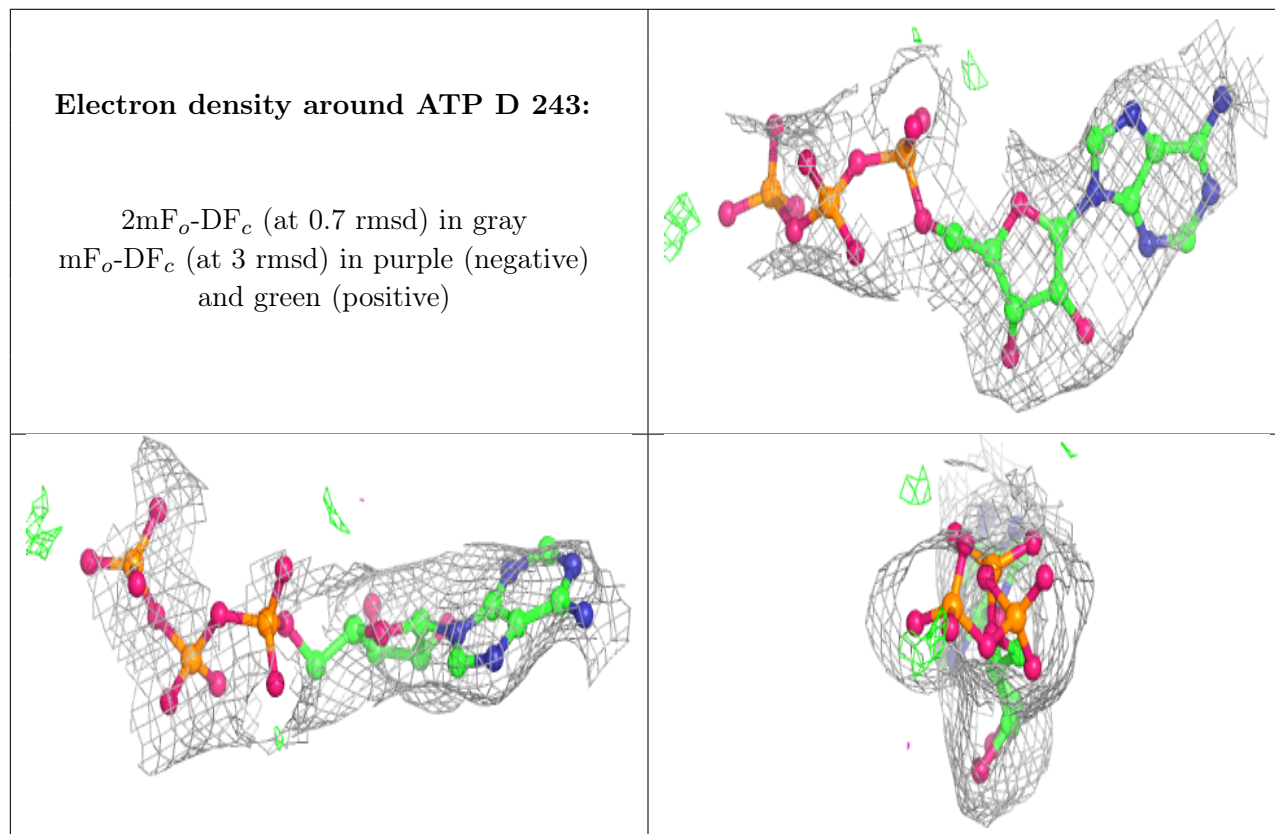 Electron density around ATP D 243:
2mFo-DFc (at 0.7 rmsd) in gray
mFo-DFc (at 3 rmsd) in purple (negative)
and green (positive)